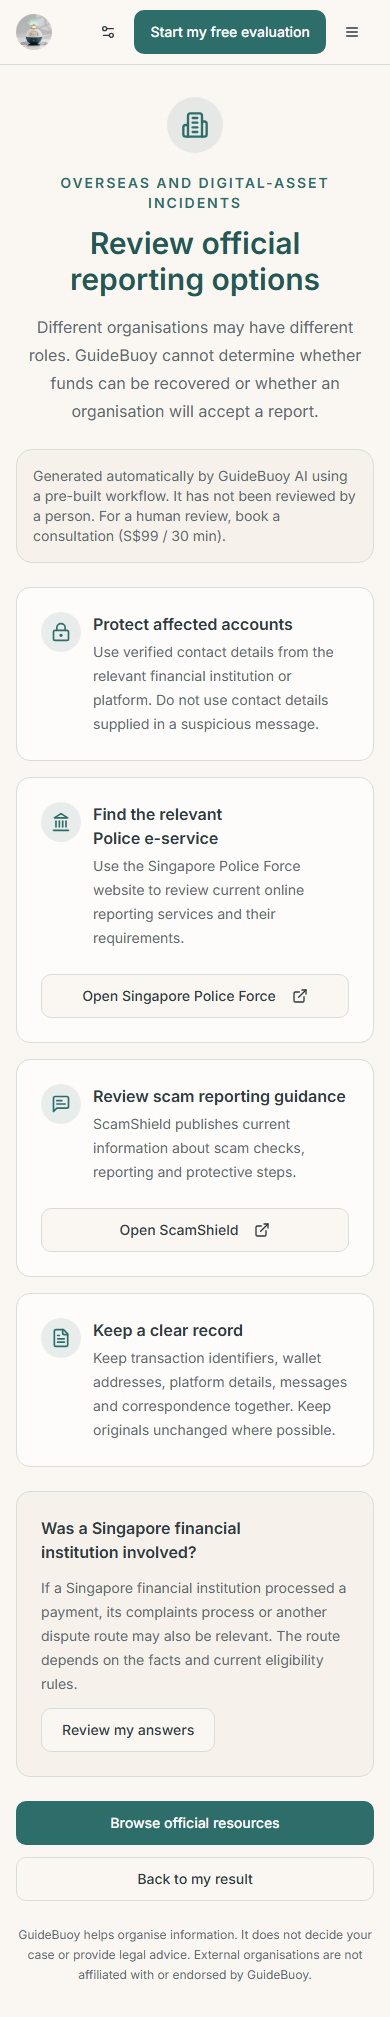 Start my free evaluation
OVERSEAS AND DIGITAL-ASSET
INCIDENTS
Review official
reporting options
Different organisations may have different
roles. GuideBuoy cannot determine whether
funds can be recovered or whether an
organisation will accept a report.
Generated automatically by GuideBuoy AI using
a pre-built workflow. It has not been reviewed by
a person. For a human review, book a
consultation (S$99 / 30 min).
Protect affected accounts
Use verified contact details from the
relevant financial institution or
platform. Do not use contact details
supplied in a suspicious message.
Find the relevant
Police e-service
Use the Singapore Police Force
website to review current online
reporting services and their
requirements.
Open Singapore Police Force
Review scam reporting guidance
ScamShield publishes current
information about scam checks,
reporting and protective steps.
Open ScamShield
Keep a clear record
Keep transaction identifiers, wallet
addresses, platform details, messages
and correspondence together. Keep
originals unchanged where possible.
Was a Singapore financial
institution involved?
If a Singapore financial institution processed a
payment, its complaints process or another
dispute route may also be relevant. The route
depends on the facts and current eligibility
rules.
Review my answers
Browse official resources
Back to my result
GuideBuoy helps organise information. It does not decide your
case or provide legal advice. External organisations are not
affiliated with or endorsed by GuideBuoy.